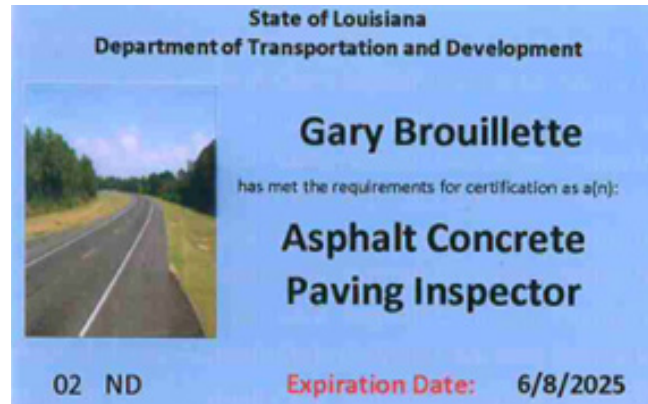 State of Louisiana
Department of Transportation and Development
Gary Brouillette
has met the requirements for certification as a(n):
Asphalt Concrete
Paving Inspector
02 ND
Expiration Date: 6/8/2025